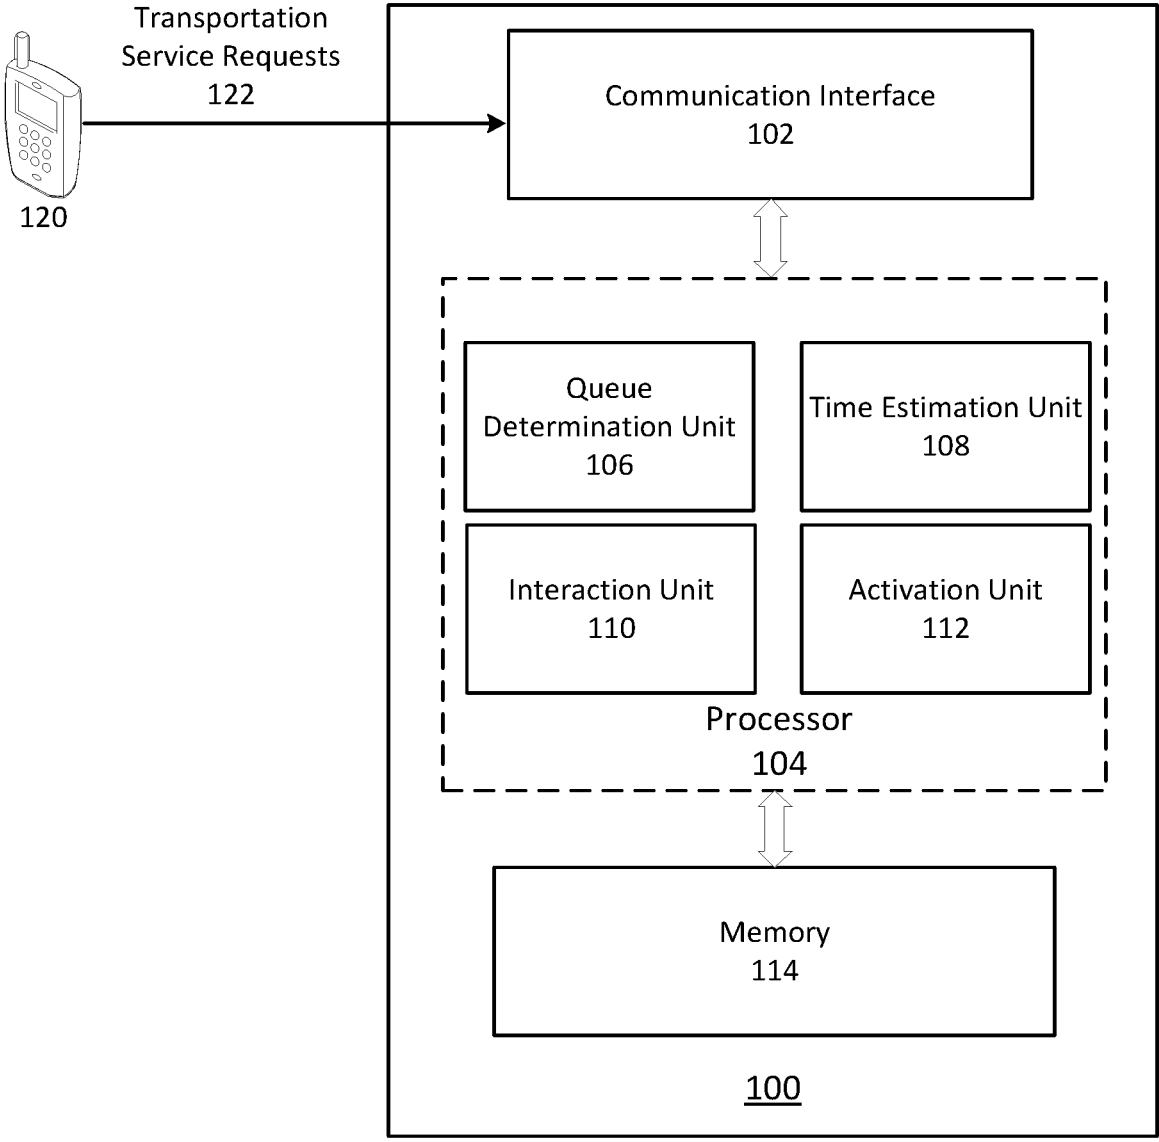 Transportation
Service Requests
122
120
Communication Interface
102
Queue
Determination Unit
106
Time Estimation Unit
108
Interaction Unit
110
Activation Unit
112
Processor
104
Memory
114
100